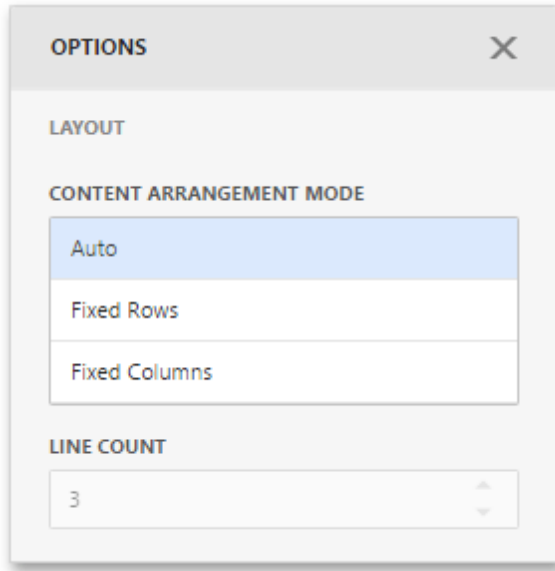 OPTIONS
LAYOUT
CONTENT ARRANGEMENT MODE
Auto
Fixed Rows
Fixed Columns
LINE COUNT
3